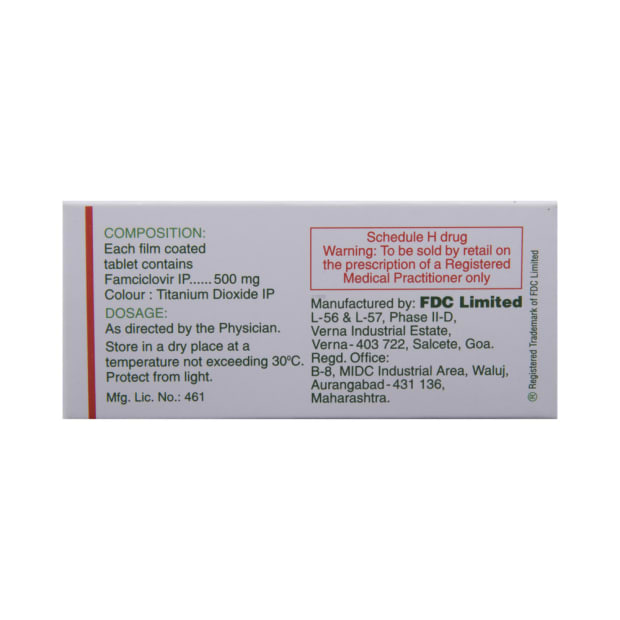 COMPOSITION:
Each film coated
tablet contains
Famciclovir IP...... 500 mg
Colour : Titanium Dioxide IP
DOSAGE:
As directed by the Physician.
Store in a dry place at a
temperature not exceeding 30°C.
Protect from light.
Mfg. Lic. No.: 461
Schedule H drug
Warning: To be sold by retail on
the prescription of a Registered
Medical Practitioner only
Manufactured by: FDC Limited
L-56 & L-57, Phase II-D,
Verna Industrial Estate,
Verna - 403 722, Salcete, Goa.
Regd. Office:
B-8, MIDC Industrial Area, Waluj,
Aurangabad - 431 136,
Maharashtra.
® Registered Trademark of FDC Limited